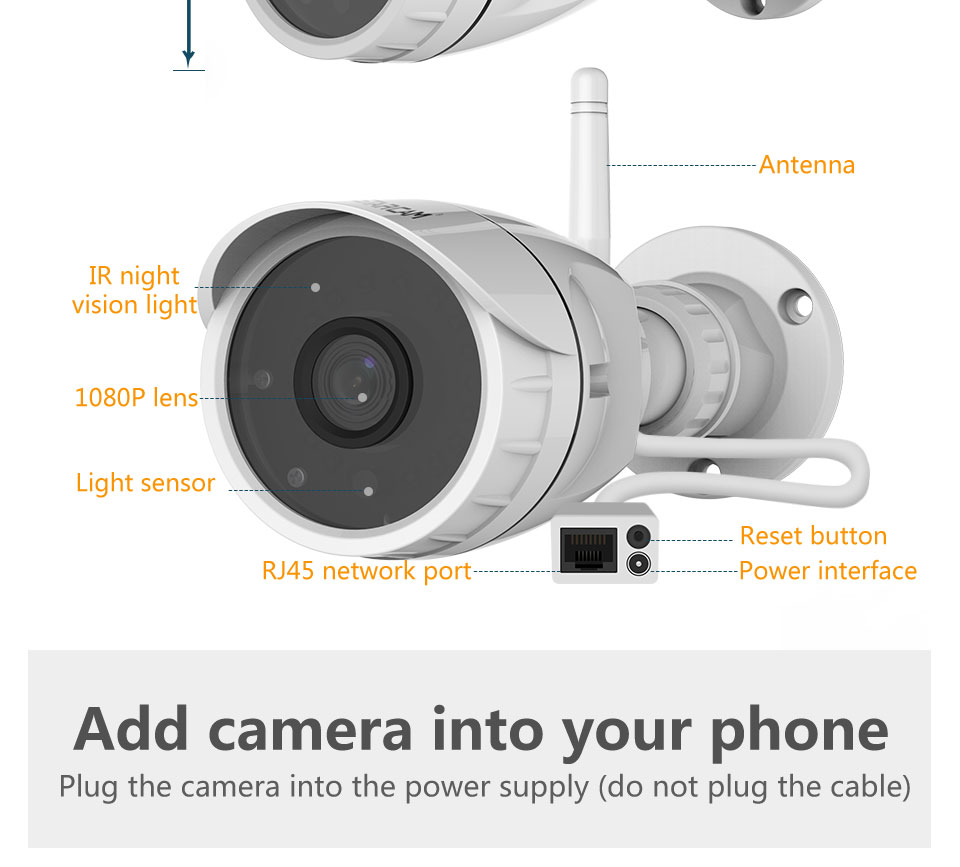 Antenna
IR night
vision light
1080P lens
Light sensor
Reset button
RJ45 network port
Power interface
Add camera into your phone
Plug the camera into the power supply (do not plug the cable)